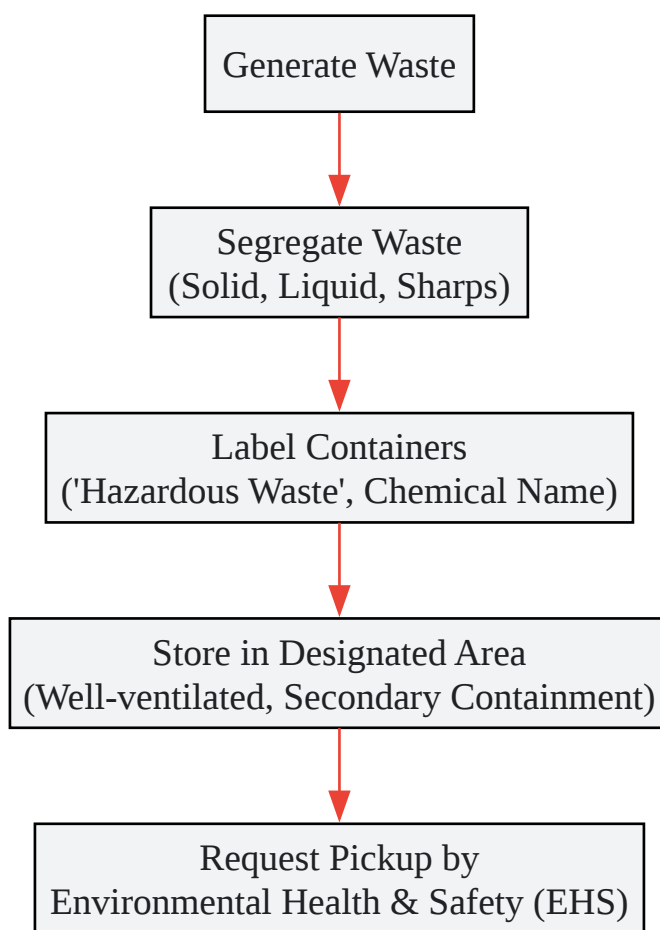 Generate Waste
Segregate Waste
(Solid, Liquid, Sharps)
Label Containers
('Hazardous Waste', Chemical Name)
Store in Designated Area
(Well-ventilated, Secondary Containment)
Request Pickup by
Environmental Health & Safety (EHS)